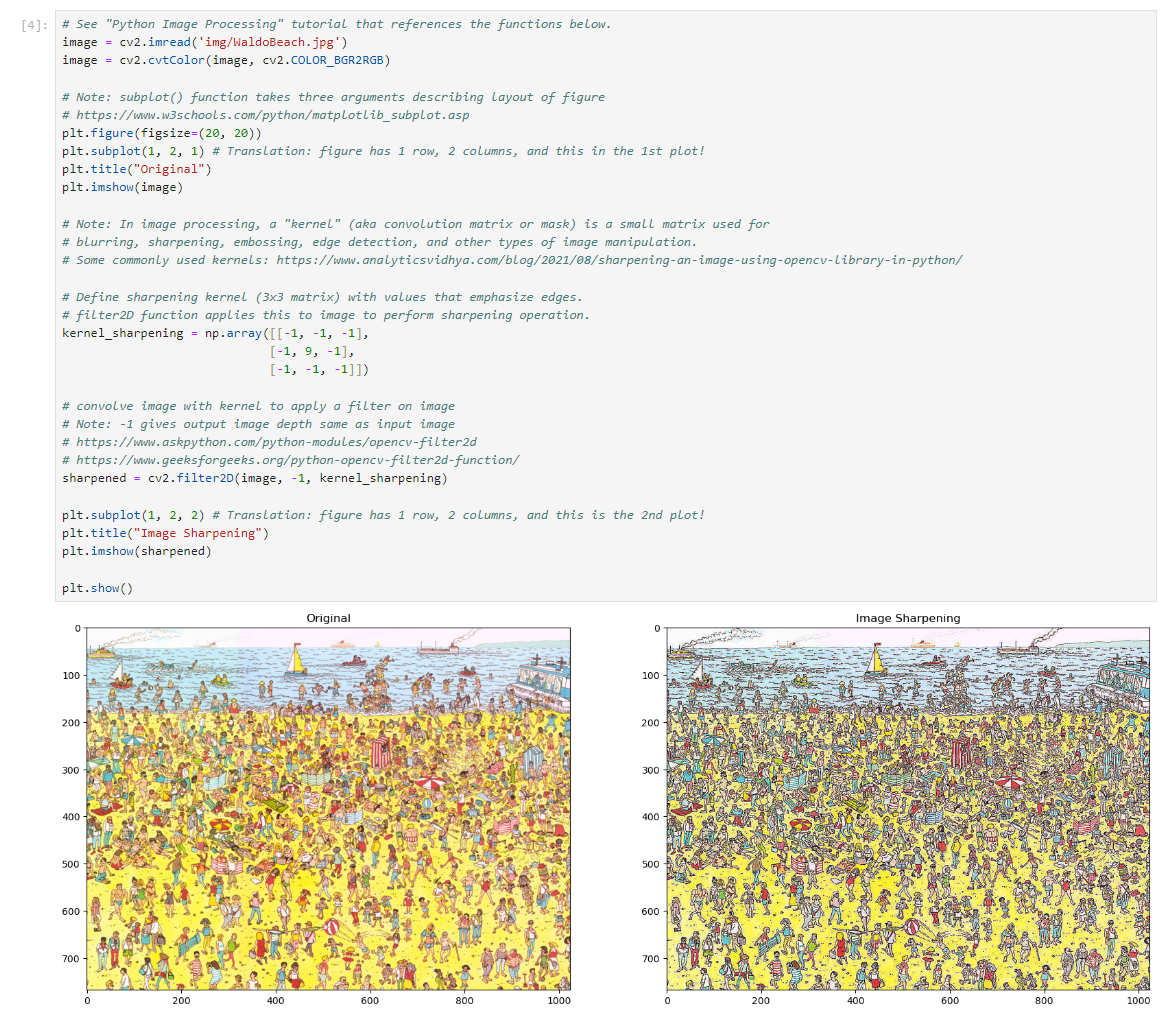 [4]:
# See "Python Image Processing" tutorial that references the functions below.
image = cv2.imread('img/WaldoBeach.jpg')
image = cv2.cvtColor(image, cv2.COLOR_BGR2RGB)
# Note: subplot() function takes three arguments describing layout of figure
# https://www.w3schools.com/python/matplotlib_subplot.asp
plt.figure(figsize=(20, 20))
plt.subplot(1, 2, 1) # Translation: figure has 1 row, 2 columns, and this in the 1st plot!
plt.title("Original")
plt.imshow(image)
# Note: In image processing, a "kernel" (aka convolution matrix or mask) is a small matrix used for
# blurring, sharpening, embossing, edge detection, and other types of image manipulation.
# Some commonly used kernels: https://www.analyticsvidhya.com/blog/2021/08/sharpening-an-image-using-opencv-library-in-python/
# Define sharpening kernel (3x3 matrix) with values that emphasize edges.
# filter2D function applies this to image to perform sharpening operation.
kernel_sharpening = np.array([[-1, -1, -1],
[-1, 9, -1],
[-1, -1, -1]])
# convolve image with kernel to apply a filter on image
# Note: -1 gives output image depth same as input image
# https://www.askpython.com/python-modules/opencv-filter2d
# https://www.geeksforgeeks.org/python-opencv-filter2d-function/
sharpened = cv2.filter2D(image, -1, kernel_sharpening)
plt.subplot(1, 2, 2) # Translation: figure has 1 row, 2 columns, and this is the 2nd plot!
plt.title("Image Sharpening")
plt.imshow(sharpened)
plt.show()
Original
0
100
200
300
400
500
600
700
0 200 400 600 800 1000
Image Sharpening
0
100
200
300
400
500
600
700
0 200 400 600 800 1000